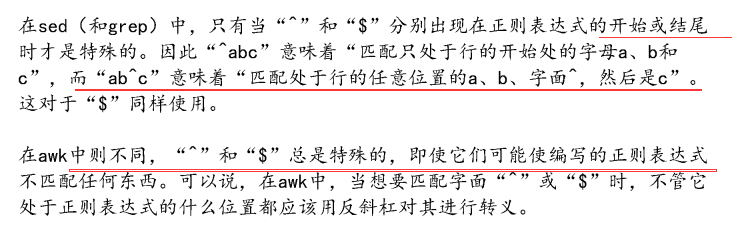 在sed（和grep）中，只有当“^”和“$”分别出现在正则表达式的开始或结尾
时才是特殊的。因此“^abc”意味着“匹配只处于行的开始处的字母a、b和
c”，而“ab^c”意味着“匹配处于行的任意位置的a、b、字面^，然后是c”。
这对于“$”同样使用。
在awk中则不同，“^”和“$”总是特殊的，即使它们可能使编写的正则表达式
不匹配任何东西。可以说，在awk中，当想要匹配字面“^”或“$”时，不管它
处于正则表达式的什么位置都应该用反斜杠对其进行转义。